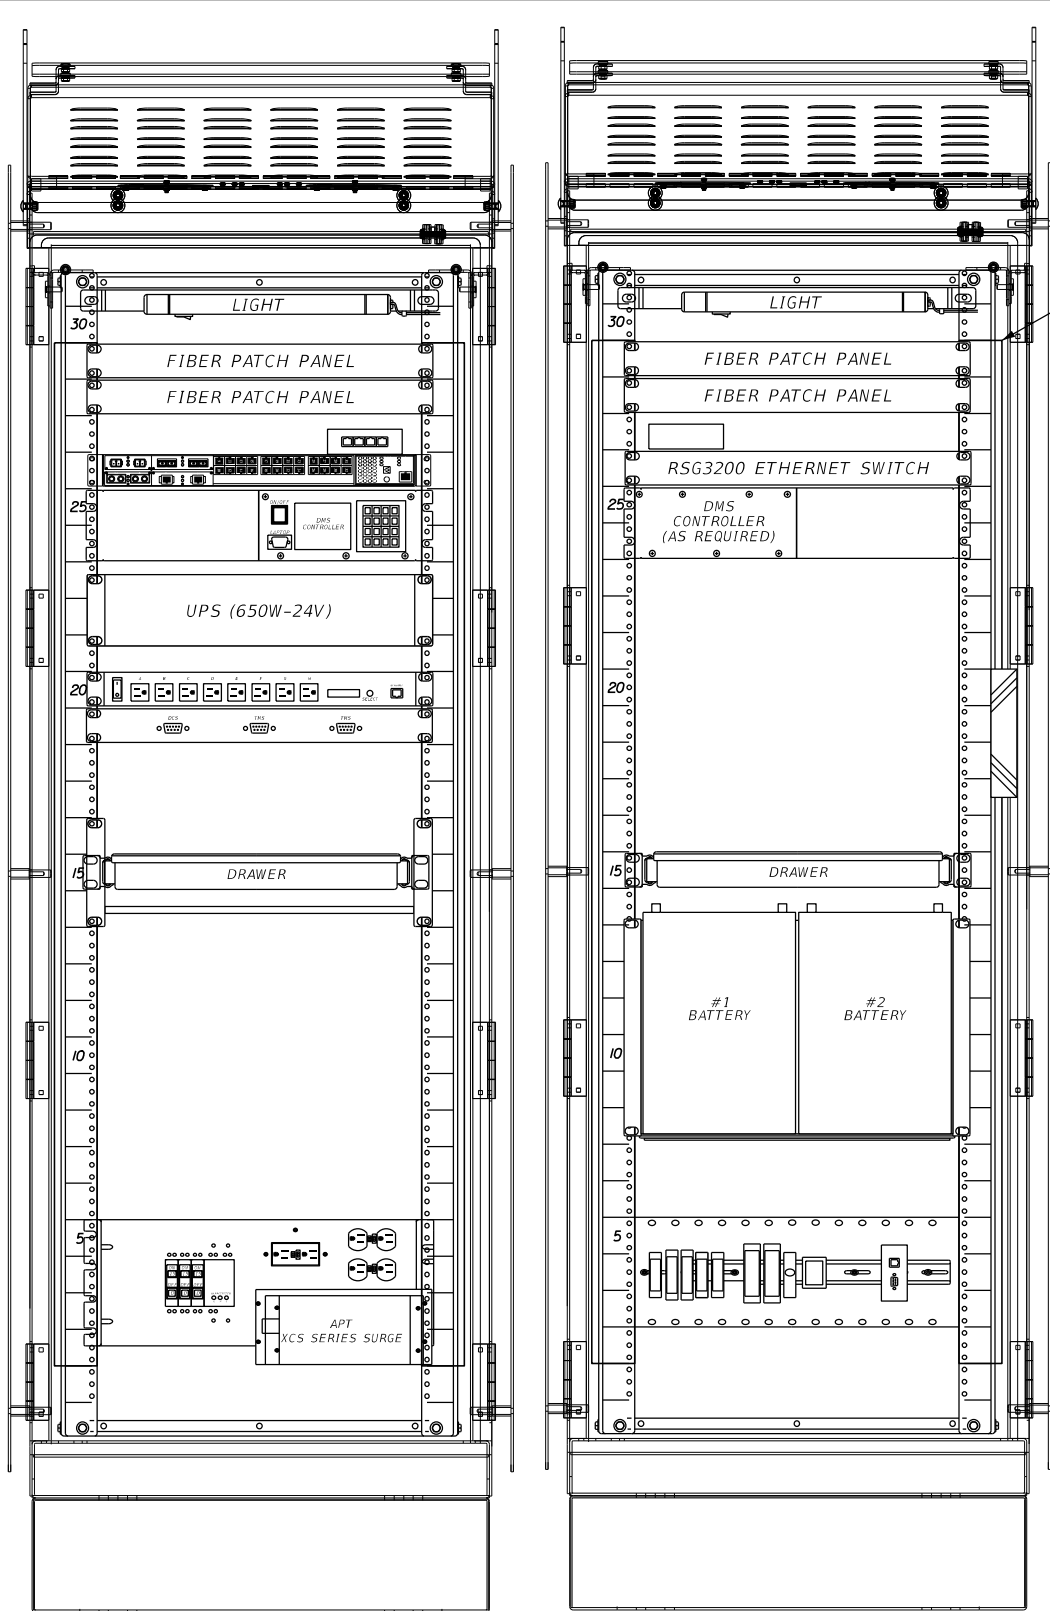 LIGHT
30
FIBER PATCH PANEL
FIBER PATCH PANEL
25
ON/OFF
LAPTOP
DMS
CONTROLLER
UPS (650W-24V)
20
A B C D E F G H
SELECT
DCS
TMS
TMS
15
DRAWER
10
5
APT
XCS SERIES SURGE
LIGHT
30
FIBER PATCH PANEL
FIBER PATCH PANEL
RSG3200 ETHERNET SWITCH
25
DMS
CONTROLLER
(AS REQUIRED)
20
15
DRAWER
#1
BATTERY
#2
BATTERY
10
5